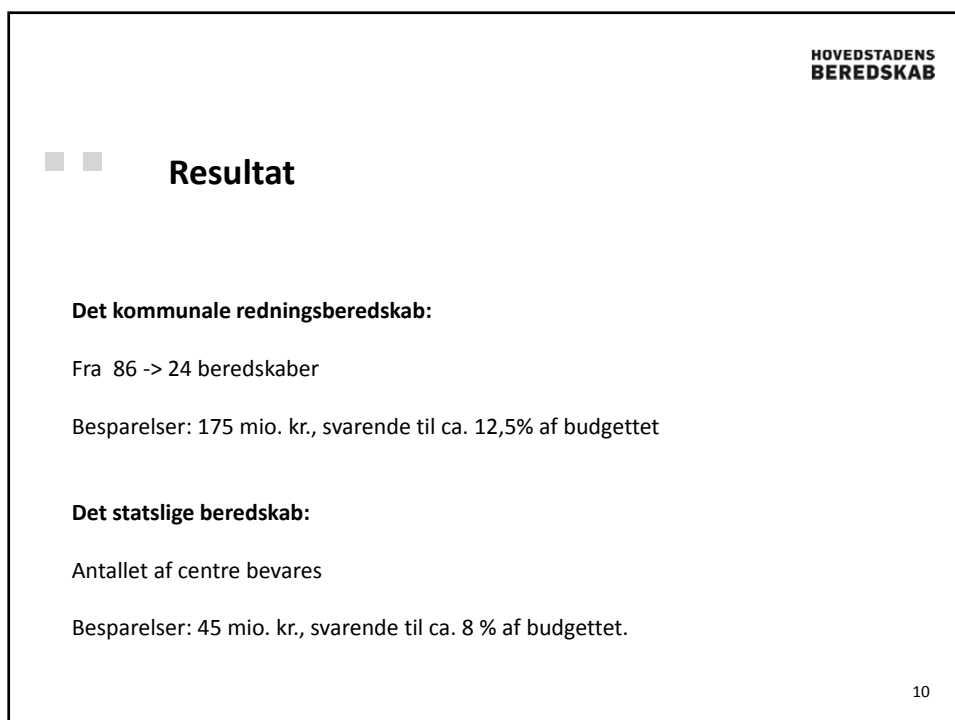 HOVEDSTADENS
BEREDSKAB
Resultat
Det kommunale redningsberedskab:
Fra  86 -> 24 beredskaber
Besparelser: 175 mio. kr., svarende til ca. 12,5% af budgettet
Det statslige beredskab:
Antallet af centre bevares
Besparelser: 45 mio. kr., svarende til ca. 8 % af budgettet.
10